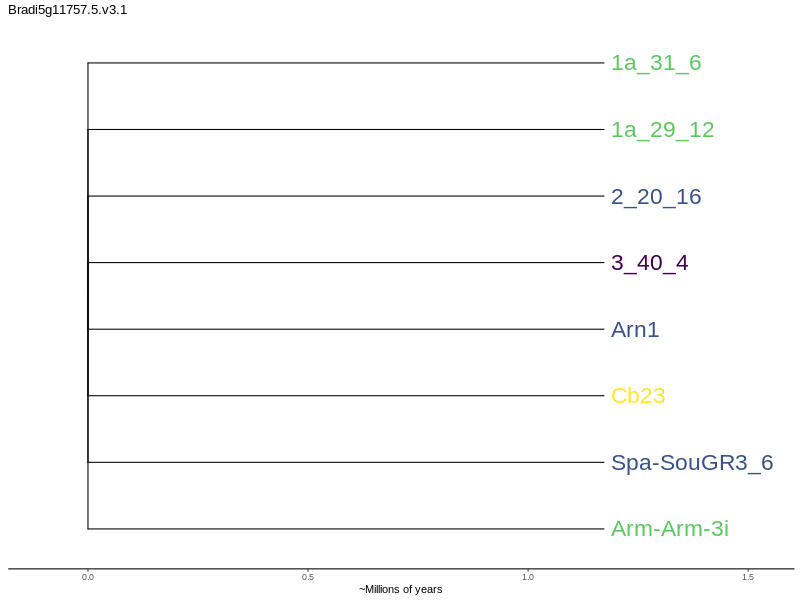 Bradi5g11757.5.v3.1
1a_31_6
1a_29_12
2_20_16
3_40_4
Arn1
Cb23
Spa-SouGR3_6
Arm-Arm-3i
0.0 0.5 1.0 1.5
~Millions of years